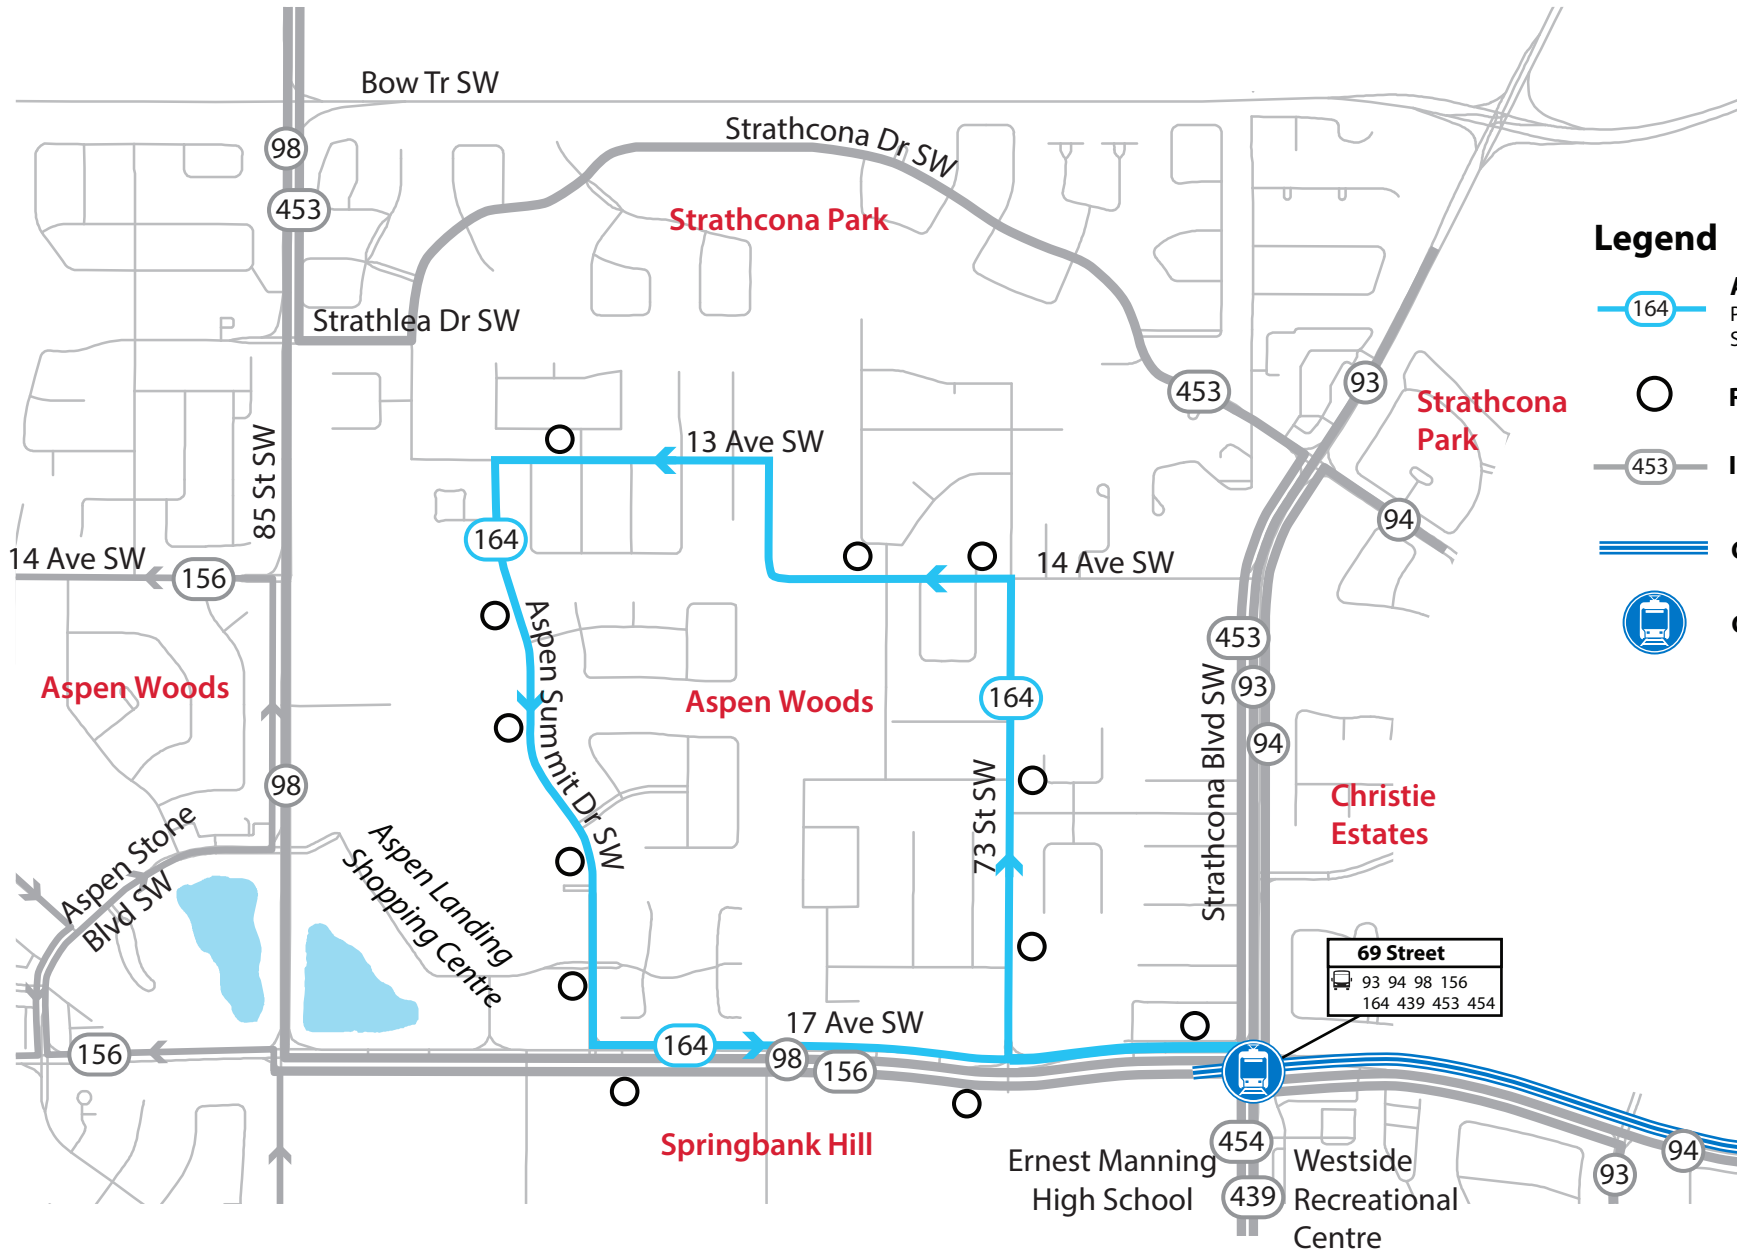 Bow Tr SW
98
Strathcona Dr SW
453
Strathcona Park
Legend
164
Strathlea Dr SW
93
453
Strathcona
Park
13 Ave SW
85 St SW
453
164
94
14 Ave SW
14 Ave SW
156
Aspen Summit Dr SW
453
Aspen Woods
Aspen Woods
164
93
Strathcona Blvd SW
94
98
73 St SW
Christie
Estates
Aspen Stone
Blvd SW
Aspen Landing
Shopping Centre
69 Street
93 94 98 156
164 439 453 454
17 Ave SW
164
98
156
156
Springbank Hill
454
Ernest Manning
High School
Westside
Recreational
Centre
439
93
94